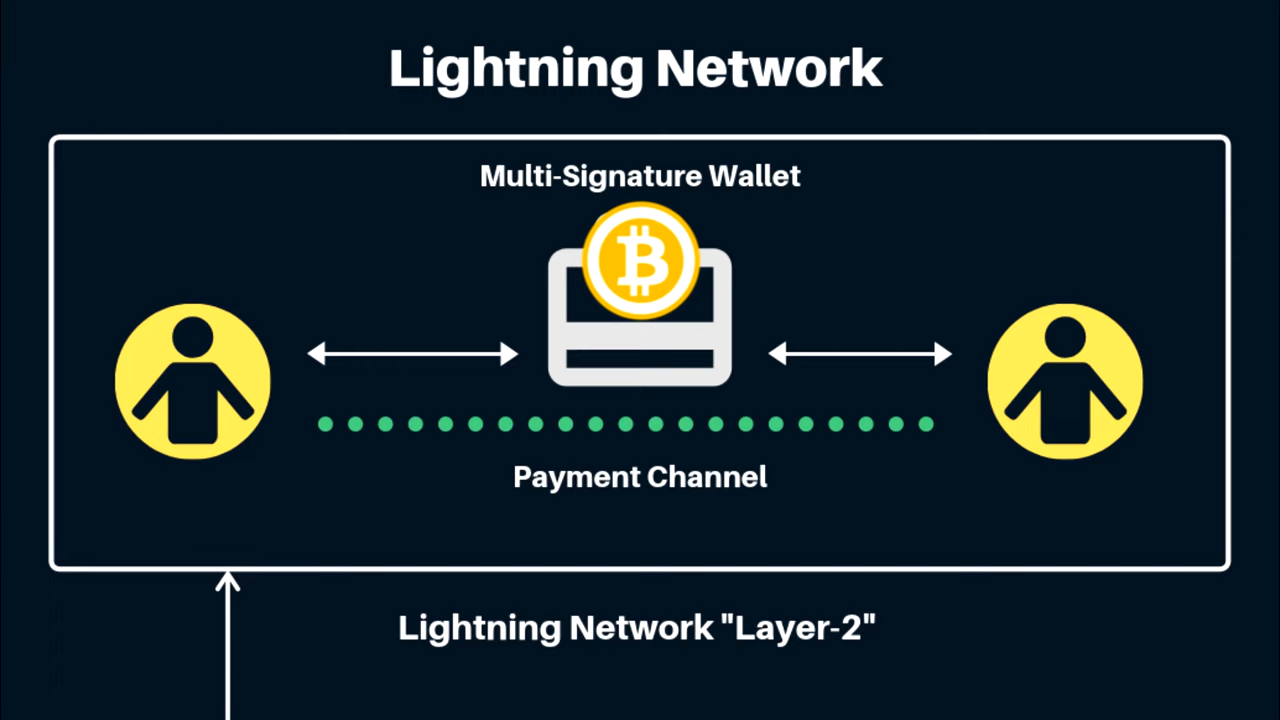 Lightning Network
Multi-Signature Wallet
Payment Channel
Lightning Network "Layer-2"